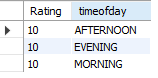 Rating timeofday
10 AFTERNOON
10 EVENING
10 MORNING